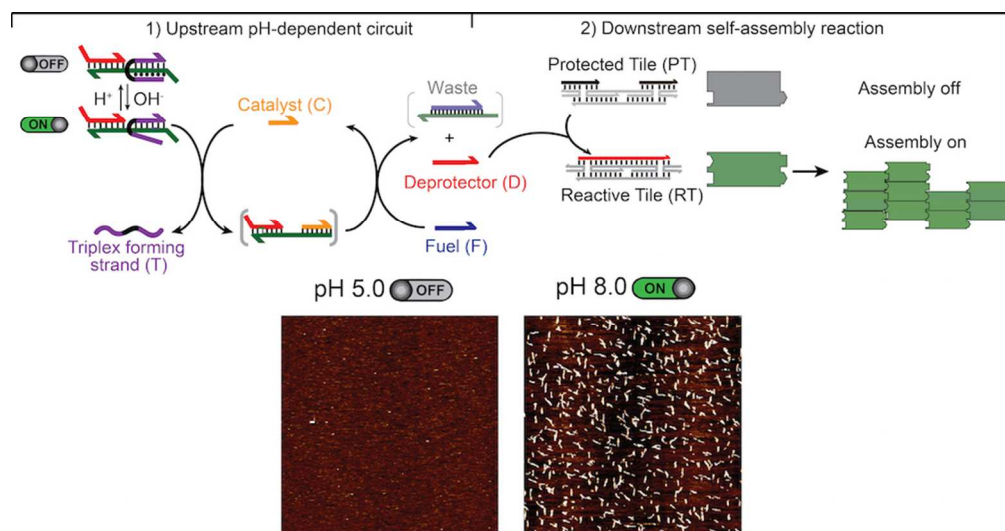 1) Upstream pH-dependent circuit
2) Downstream self-assembly reaction
OFF
H+
OH-
ON
Catalyst (C)
Triplex forming
strand (T)
Waste
+
Deprotector (D)
Fuel (F)
Protected Tile (PT)
Reactive Tile (RT)
Assembly off
Assembly on
pH 5.0 OFF
pH 8.0 ON